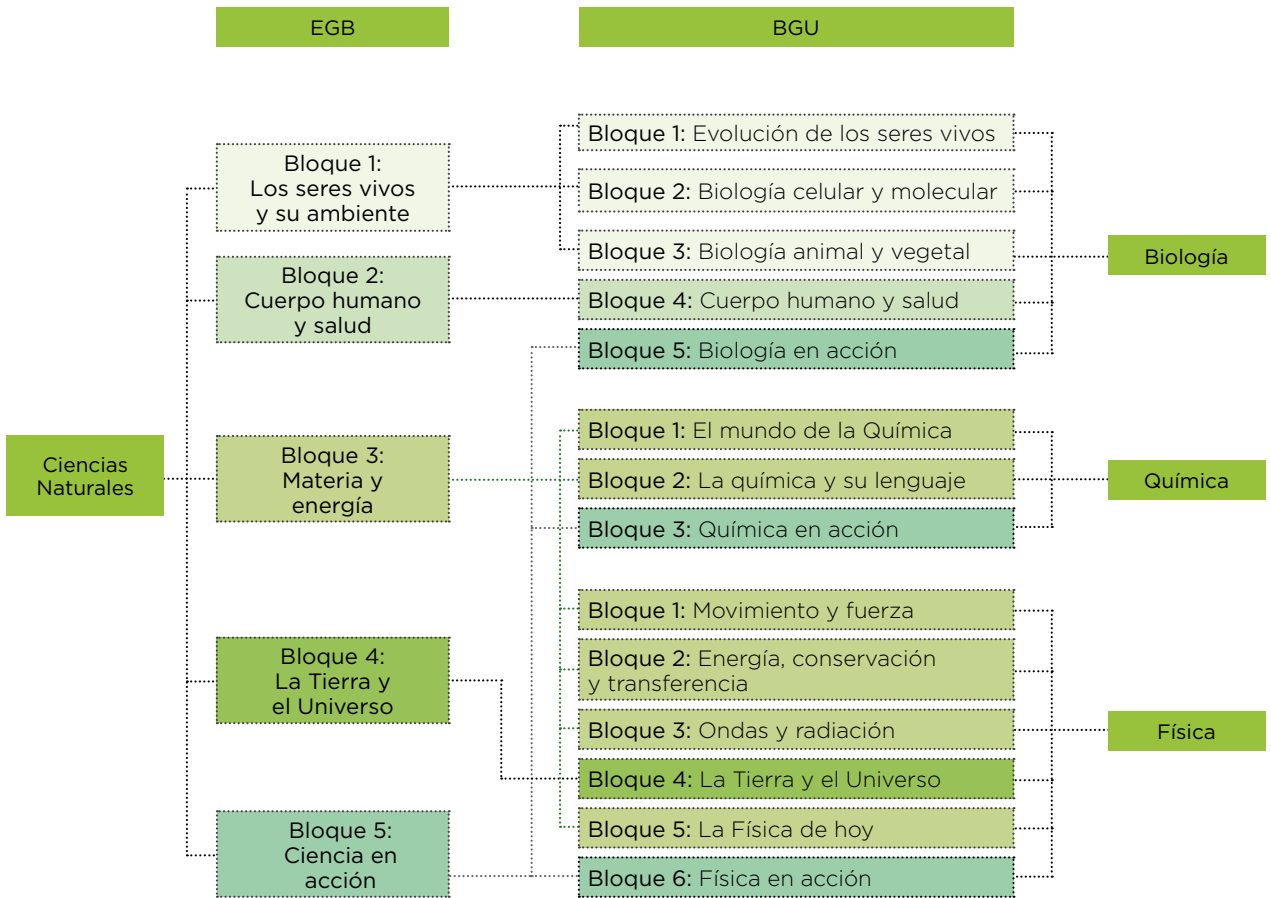 EGB
BGU
Ciencias
Naturales
Bloque 1:
Los seres vivos
y su ambiente
Bloque 2:
Cuerpo humano
y salud
Bloque 3:
Materia y
energía
Bloque 4:
La Tierra y
el Universo
Bloque 5:
Ciencia en
acción
Bloque 1: Evolución de los seres vivos
Bloque 2: Biología celular y molecular
Bloque 3: Biología animal y vegetal
Bloque 4: Cuerpo humano y salud
Bloque 5: Biología en acción
Biología
Bloque 1: El mundo de la Química
Bloque 2: La química y su lenguaje
Bloque 3: Química en acción
Química
Bloque 1: Movimiento y fuerza
Bloque 2: Energía, conservación
y transferencia
Bloque 3: Ondas y radiación
Bloque 4: La Tierra y el Universo
Bloque 5: La Física de hoy
Bloque 6: Física en acción
Física